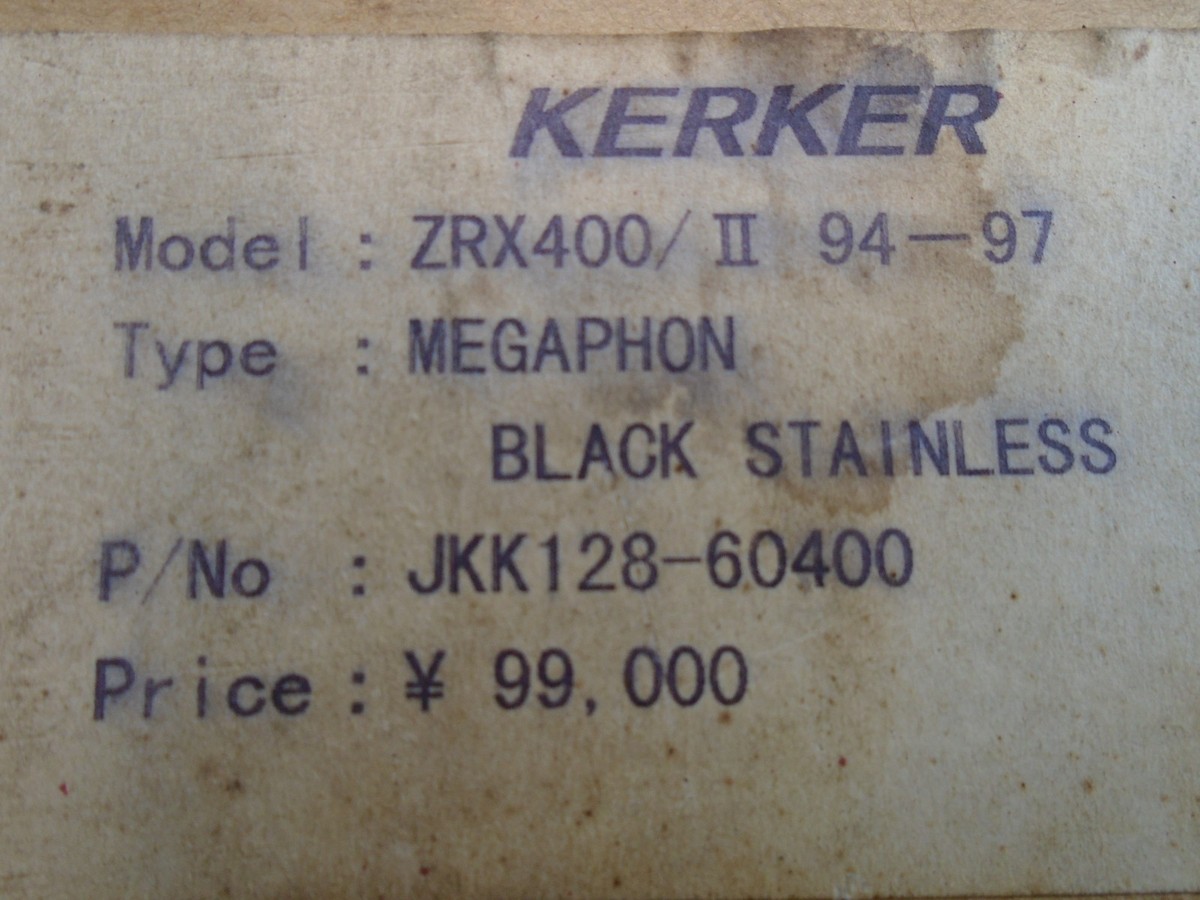 KERKER
Model : ZRX400/Ⅱ 94-97
Type : MEGAPHON
BLACK STAINLESS
P/No : JKK128-60400
Price : ¥ 99,000